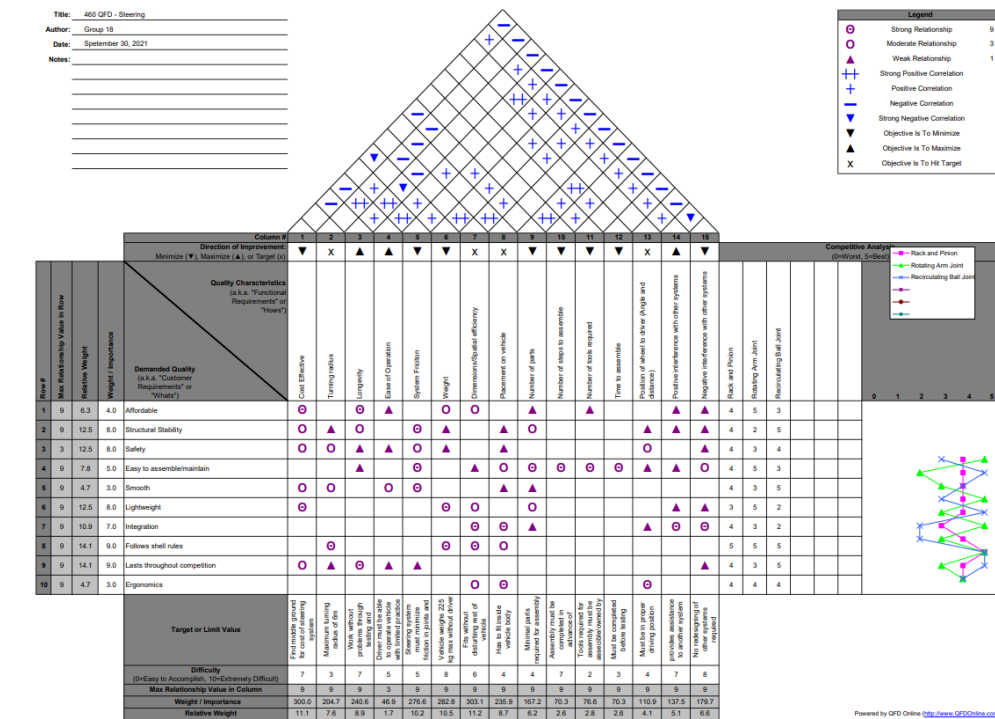 Title: 460 QFD - Steering
Author: Group 18
Date: Spetember 30, 2021
Notes:
Legend
Θ Strong Relationship 9
Ο Moderate Relationship 3
▲ Weak Relationship 1
┼┼ Strong Positive Correlation
┼ Positive Correlation
▬ Negative Correlation
▼ Strong Negative Correlation
▼ Objective Is To Minimize
▲ Objective Is To Maximize
x Objective Is To Hit Target
Column # 1 2 3 4 5 6 7 8 9 10 11 12 13 14 15
Direction of Improvement:
Minimize (▼), Maximize (▲), or Target (x)
▼ x ▲ ▲ ▼ ▼ x x ▼ ▼ ▼ ▼ x ▲ ▼
Competitive Analysis
(0=Worst, 5=Best)
Rack and Pinion
Rotating Arm Joint
Recirculating Ball Joint
Row #
Max Relationship Value in Row
Relative Weight
Weight / Importance
Quality Characteristics
(a.k.a. "Functional
Requirements" or
"Hows")
Demanded Quality
(a.k.a. "Customer
Requirements" or
"Whats")
Cost Effective
Turning radius
Longevity
Ease of Operation
System Friction
Weight
Dimensions/Spatial efficiency
Placement on vehicle
Number of parts
Number of steps to assemble
Number of tools required
Time to assemble
Position of wheel to driver (Angle and
distance)
Positive interference with other systems
Negative interference with other systems
Rack and Pinion
Rotating Arm Joint
Recirculating Ball Joint
0 1 2 3 4 5
1 9 6.3 4.0 Affordable Θ Θ ▲ Ο Ο ▲ ▲ ▲ ▲ 4 5 3
2 9 12.5 8.0 Structural Stability Ο ▲ Ο Θ ▲ ▲ Ο ▲ ▲ ▲ 4 2 5
3 3 12.5 8.0 Safety Ο Ο ▲ ▲ Ο ▲ ▲ Ο ▲ 4 3 4
4 9 7.8 5.0 Easy to assemble/maintain ▲ Θ ▲ Ο Θ Θ Θ Θ ▲ ▲ Ο 4 5 3
5 9 4.7 3.0 Smooth Ο Ο Ο Θ ▲ ▲ 4 3 5
6 9 12.5 8.0 Lightweight Θ Θ Ο Ο ▲ ▲ 3 5 2
7 9 10.9 7.0 Integration Θ Θ ▲ ▲ Θ Θ 4 3 2
8 9 14.1 9.0 Follows shell rules Θ Θ Θ Ο 5 5 5
9 9 14.1 9.0 Lasts throughout competition Ο ▲ Θ ▲ ▲ ▲ 4 3 5
10 9 4.7 3.0 Ergonomics Ο Θ Θ 4 4 4
Target or Limit Value
Find middle ground
for cost of steering
system
Maximum turning
radius of 6m
Work without
problems through
testing and
Driver must be able
to operate vehicle
with limited practice
Steering system
must minimize
friction in joints and
Vehicle weighs 225
kg max without driver
Fits without
disturbing rest of
vehicle
Has to fit inside
vehicle body
Minimal parts
required for assembly
Assembly must be
completed in
advance of
Tools required for
assembly must be
assemble/owned by
Must be completed
before testing
Must be in proper
driving position
provides assistance
to another system
No redesigning of
other systems
required
Difficulty
(0=Easy to Accomplish, 10=Extremely Difficult)
7 3 7 5 5 8 6 4 4 7 2 3 4 7 8
Max Relationship Value in Column 9 9 9 3 9 9 9 9 9 9 9 9 9 9 9
Weight / Importance 300.0 204.7 240.6 46.9 276.6 282.8 303.1 235.9 167.2 70.3 76.6 70.3 110.9 137.5 179.7
Relative Weight 11.1 7.6 8.9 1.7 10.2 10.5 11.2 8.7 6.2 2.6 2.8 2.6 4.1 5.1 6.6
Powered by QFD Online (http://www.QFDOnline.com